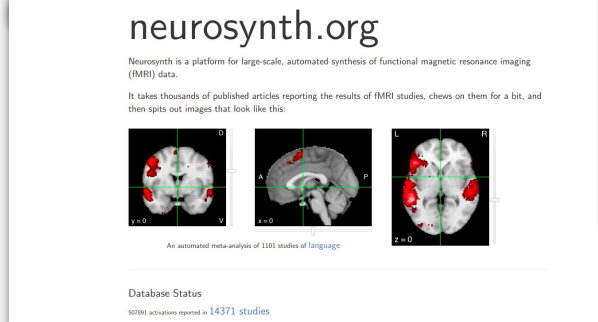 neurosynth.org
Neurosynth is a platform for large-scale, automated synthesis of functional magnetic resonance imaging
(fMRI) data.
It takes thousands of published articles reporting the results of fMRI studies, chews on them for a bit, and
then spits out images that look like this:
D
y = 0
V
A
P
x = 0
L
R
z = 0
An automated meta-analysis of 1101 studies of language
Database Status
507891 activations reported in 14371 studies